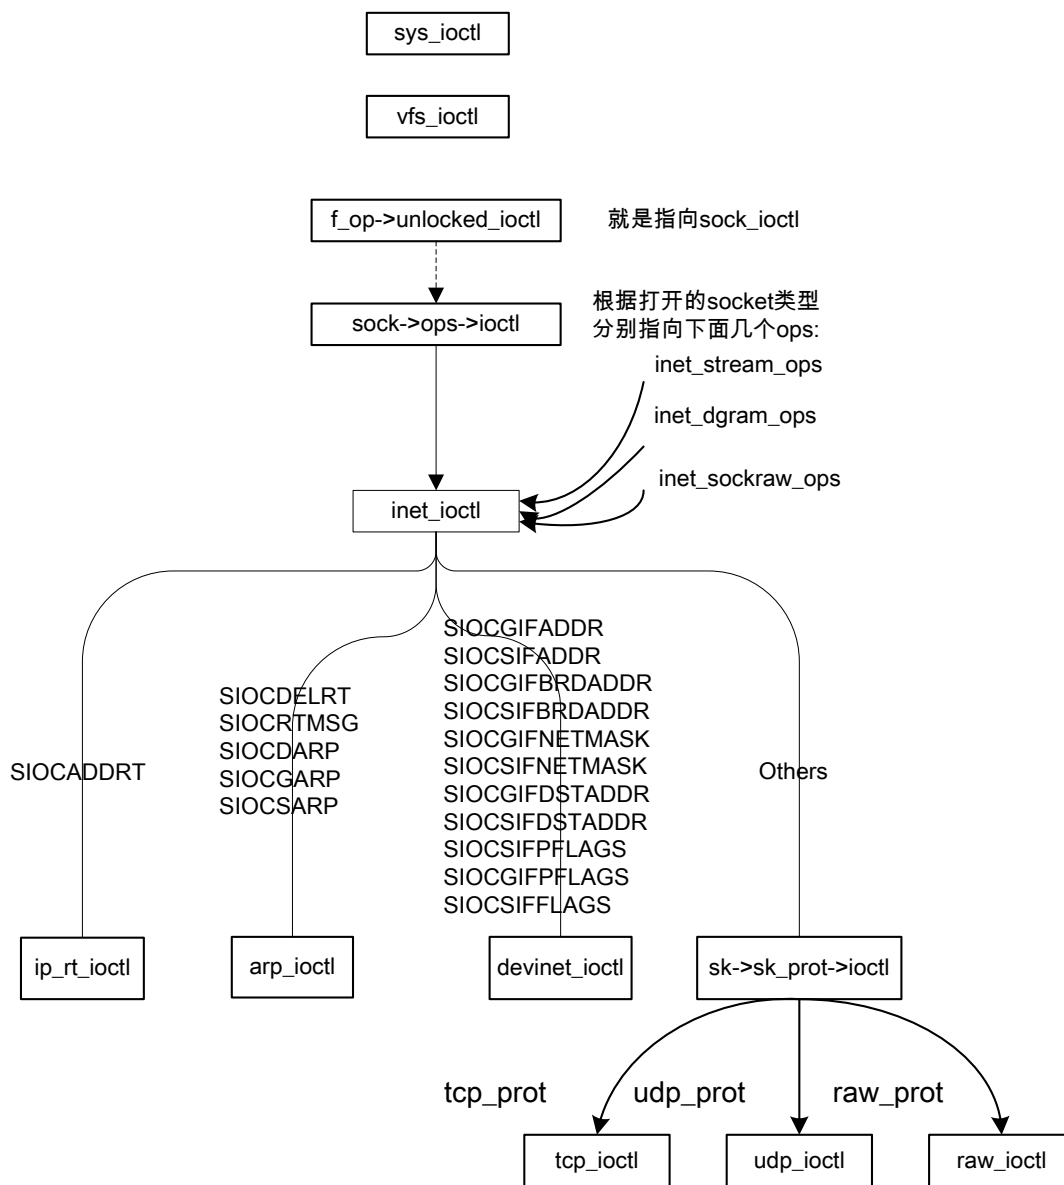 sys_ioctl
vfs_ioctl
f_op->unlocked_ioctl
就是指向sock_ioctl
sock->ops->ioctl
根据打开的socket类型
分别指向下面几个ops:
inet_stream_ops
inet_dgram_ops
inet_sockraw_ops
inet_ioctl
SIOCADDRT
SIOCDELRT
SIOCRTMSG
SIOCDARP
SIOCGARP
SIOCSARP
SIOCGIFADDR
SIOCSIFADDR
SIOCGIFBRDADDR
SIOCSIFBRDADDR
SIOCGIFNETMASK
SIOCSIFNETMASK
SIOCGIFDSTADDR
SIOCSIFDSTADDR
SIOCSIFPFLAGS
SIOCGIFPFLAGS
SIOCSIFFLAGS
Others
ip_rt_ioctl
arp_ioctl
devinet_ioctl
sk->sk_prot->ioctl
tcp_prot
udp_prot
raw_prot
tcp_ioctl
udp_ioctl
raw_ioctl